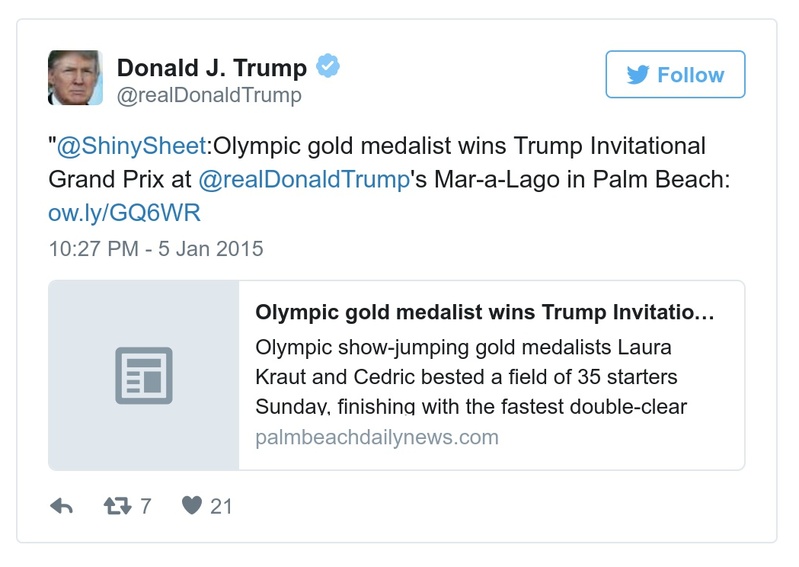 Donald J. Trump
@realDonaldTrump
Follow
"@ShinySheet:Olympic gold medalist wins Trump Invitational
Grand Prix at @realDonaldTrump's Mar-a-Lago in Palm Beach:
ow.ly/GQ6WR
10:27 PM - 5 Jan 2015
Olympic gold medalist wins Trump Invitatio…
Olympic show-jumping gold medalists Laura
Kraut and Cedric bested a field of 35 starters
Sunday, finishing with the fastest double-clear
palmbeachdailynews.com
7
21